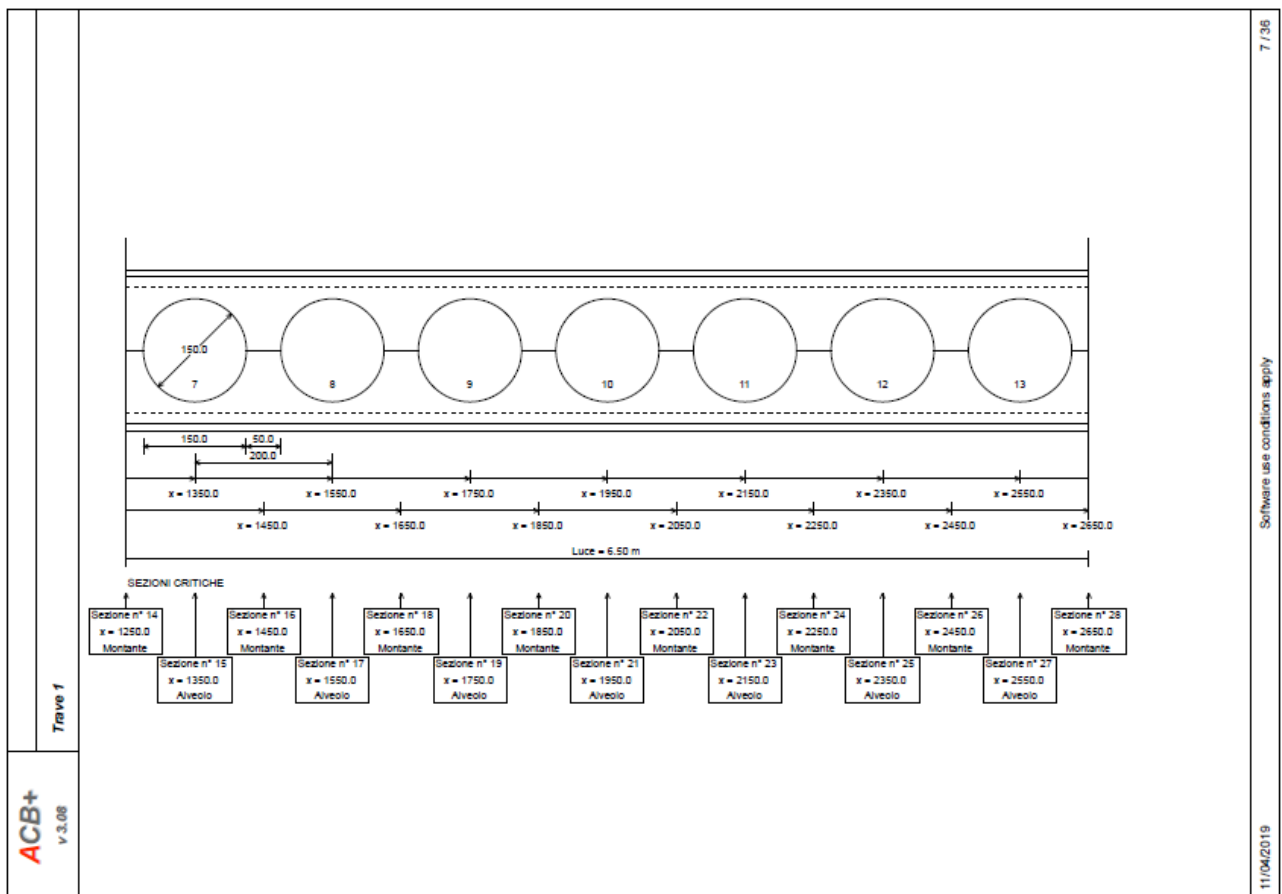 ACB+
v 3.08
Trave 1
150.0
7
8
9
10
11
12
13
150.0
50.0
200.0
x = 1350.0
x = 1550.0
x = 1750.0
x = 1950.0
x = 2150.0
x = 2350.0
x = 2550.0
x = 1450.0
x = 1650.0
x = 1850.0
x = 2050.0
x = 2250.0
x = 2450.0
x = 2650.0
Luce = 6.50 m
SEZIONI CRITICHE
Sezione n° 14
x = 1250.0
Montante
Sezione n° 16
x = 1450.0
Montante
Sezione n° 18
x = 1650.0
Montante
Sezione n° 20
x = 1850.0
Montante
Sezione n° 22
x = 2050.0
Montante
Sezione n° 24
x = 2250.0
Montante
Sezione n° 26
x = 2450.0
Montante
Sezione n° 28
x = 2650.0
Montante
Sezione n° 15
x = 1350.0
Alveolo
Sezione n° 17
x = 1550.0
Alveolo
Sezione n° 19
x = 1750.0
Alveolo
Sezione n° 21
x = 1950.0
Alveolo
Sezione n° 23
x = 2150.0
Alveolo
Sezione n° 25
x = 2350.0
Alveolo
Sezione n° 27
x = 2550.0
Alveolo
11/04/2019
Software use conditions apply
7 / 36